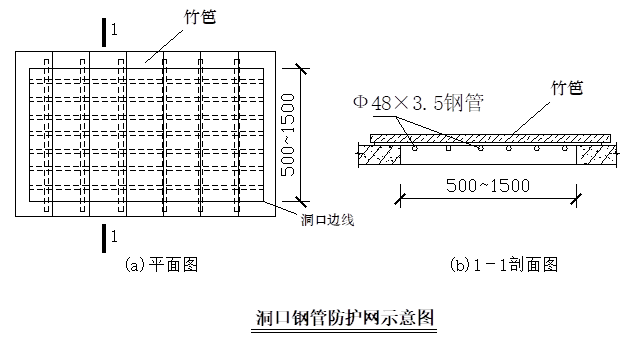 竹笆
1
500~1500
洞口边线
1
(a)平面图
Φ48×3.5钢管
竹笆
500~1500
(b)1-1剖面图
洞口钢管防护网示意图